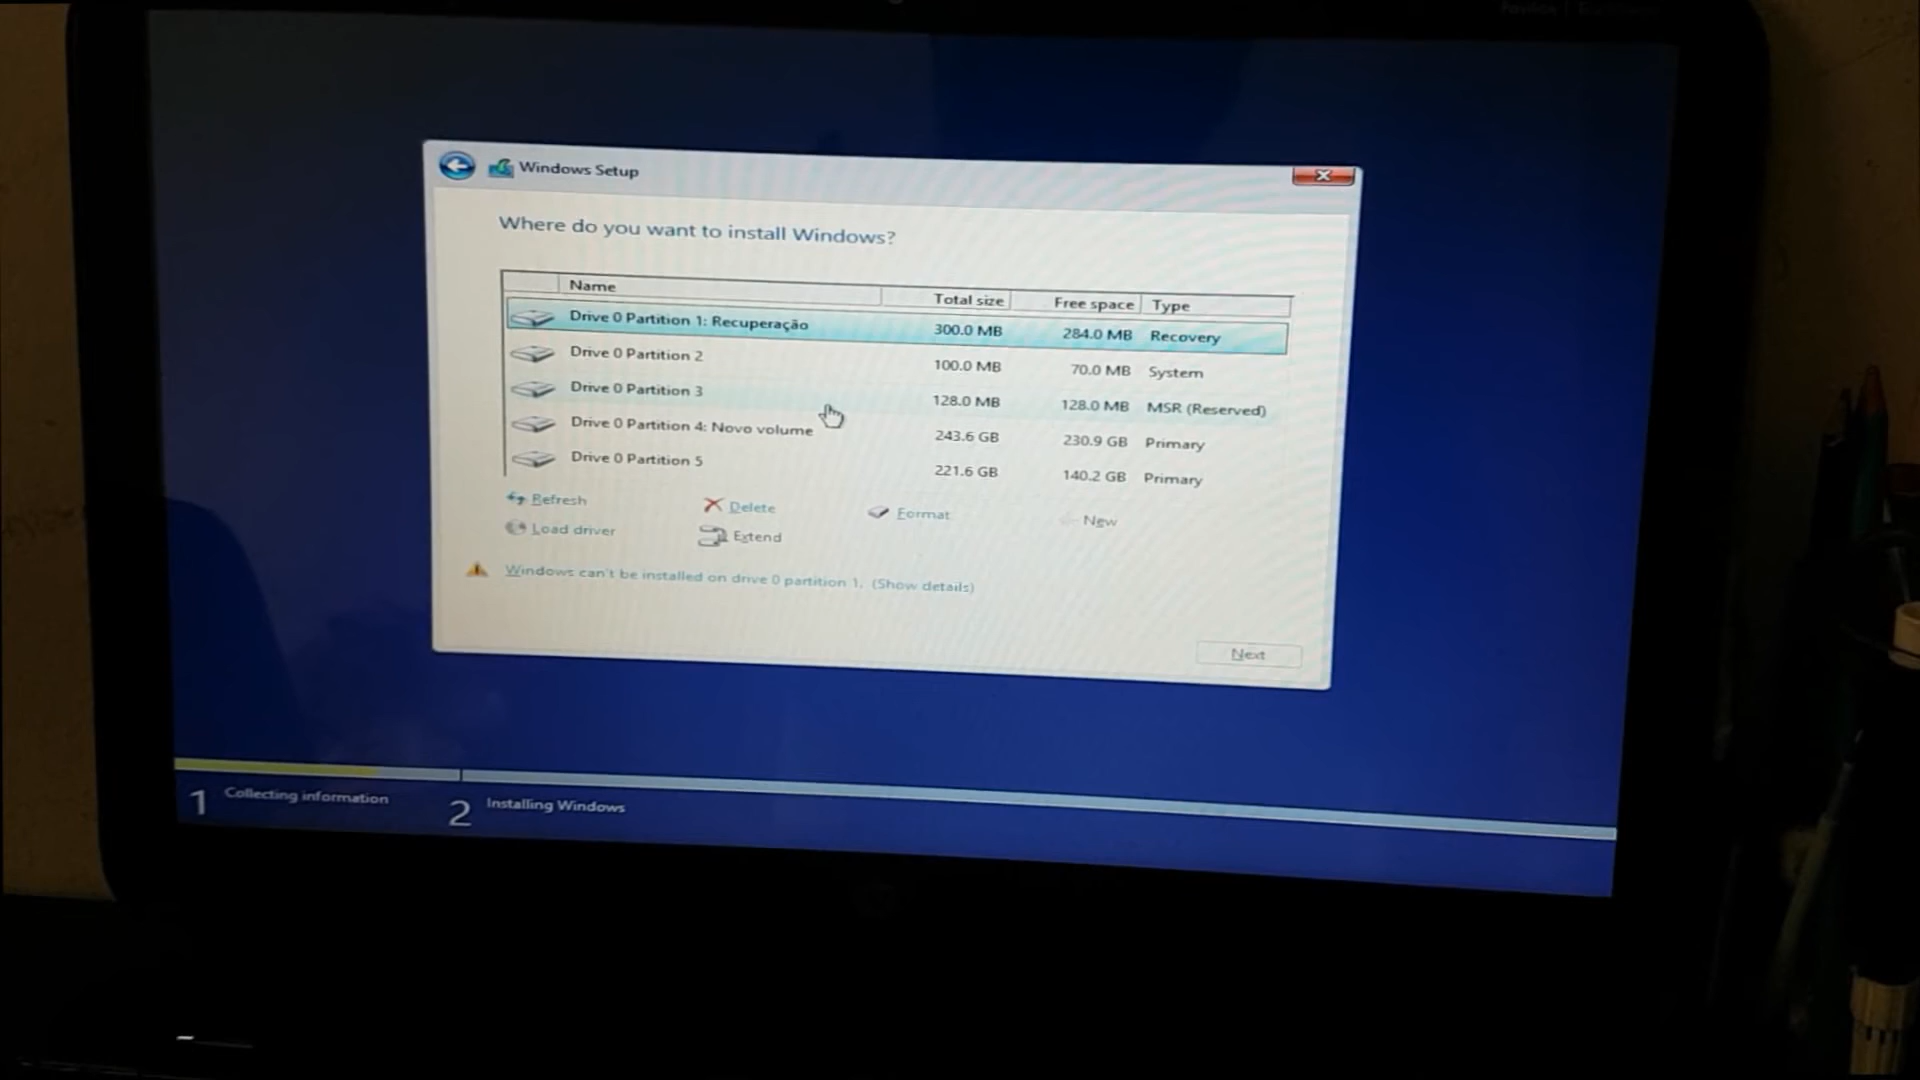 Windows Setup
Where do you want to install Windows?
Name Total size Free space Type
Drive 0 Partition 1: Recuperação 300.0 MB 284.0 MB Recovery
Drive 0 Partition 2 100.0 MB 70.0 MB System
Drive 0 Partition 3 128.0 MB 128.0 MB MSR (Reserved)
Drive 0 Partition 4: Novo volume 243.6 GB 230.9 GB Primary
Drive 0 Partition 5 221.6 GB 140.2 GB Primary
Refresh Delete Format New
Load driver Extend
Windows can't be installed on drive 0 partition 1. (Show details)
Next
1 Collecting information 2 Installing Windows